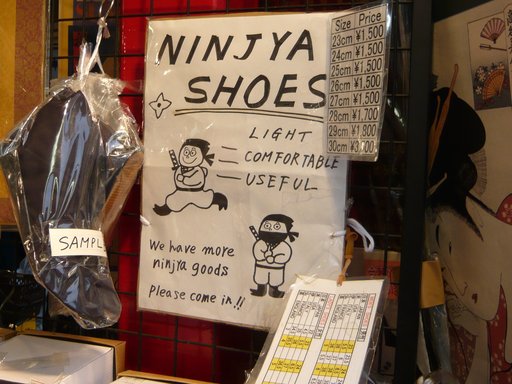 NINJYA
SHOES
LIGHT
COMFORTABLE
USEFUL
We have more
ninjya goods
Please come in!!
Size Price
23cm ¥1,500
24cm ¥1,500
25cm ¥1,500
26cm ¥1,500
27cm ¥1,500
28cm ¥1,700
29cm ¥1,800
30cm ¥3,700
SAMPL